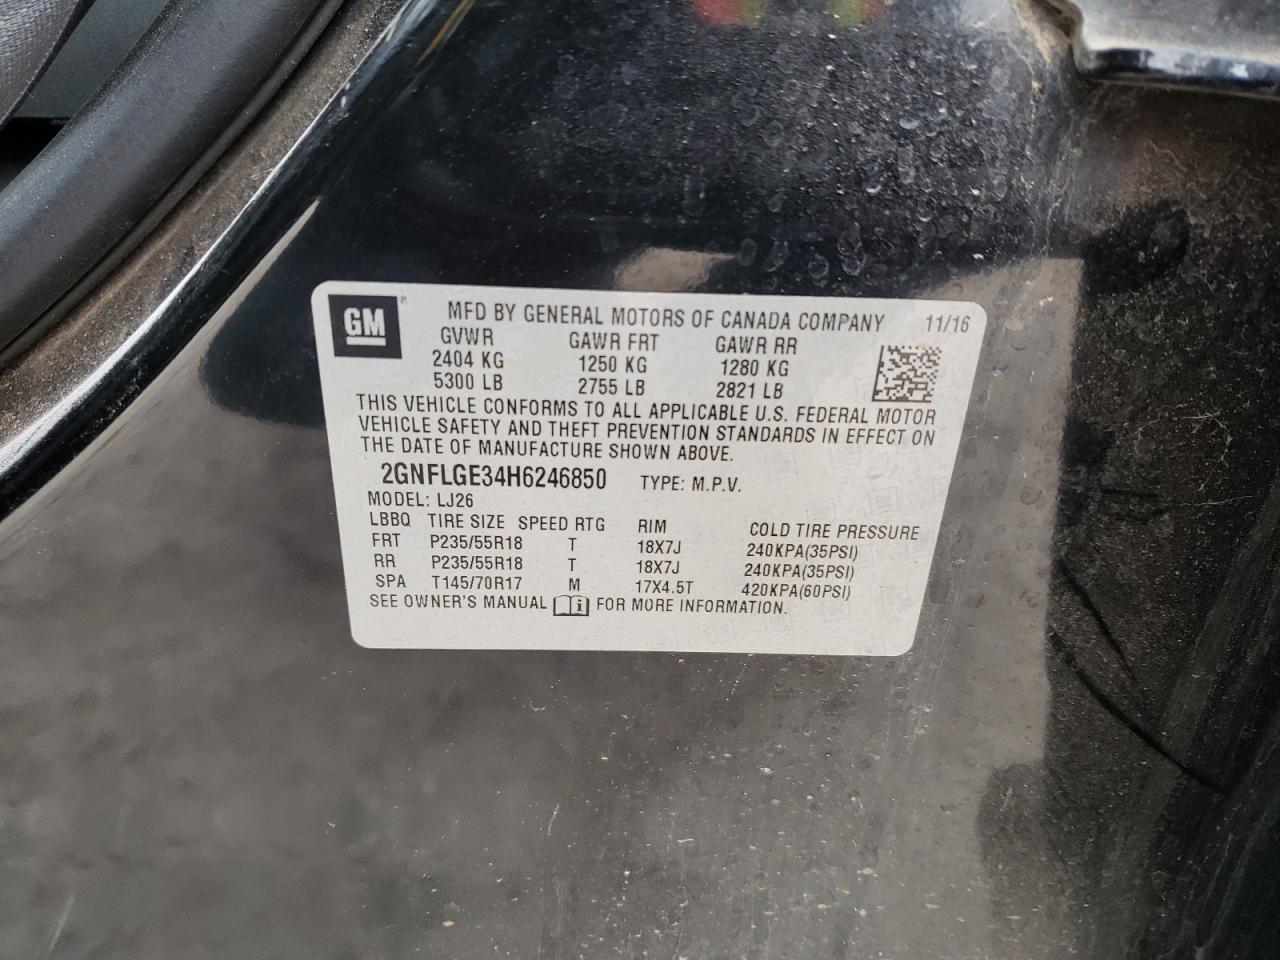 GM
MFD BY GENERAL MOTORS OF CANADA COMPANY 11/16
GVWR GAWR FRT GAWR RR
2404 KG 1250 KG 1280 KG
5300 LB 2755 LB 2821 LB
THIS VEHICLE CONFORMS TO ALL APPLICABLE U.S. FEDERAL MOTOR
VEHICLE SAFETY AND THEFT PREVENTION STANDARDS IN EFFECT ON
THE DATE OF MANUFACTURE SHOWN ABOVE.
2GNFLGE34H6246850 TYPE: M.P.V.
MODEL: LJ26
LBBQ TIRE SIZE SPEED RTG RIM COLD TIRE PRESSURE
FRT P235/55R18 T 18X7J 240KPA(35PSI)
RR P235/55R18 T 18X7J 240KPA(35PSI)
SPA T145/70R17 M 17X4.5T 420KPA(60PSI)
SEE OWNER'S MANUAL i FOR MORE INFORMATION.